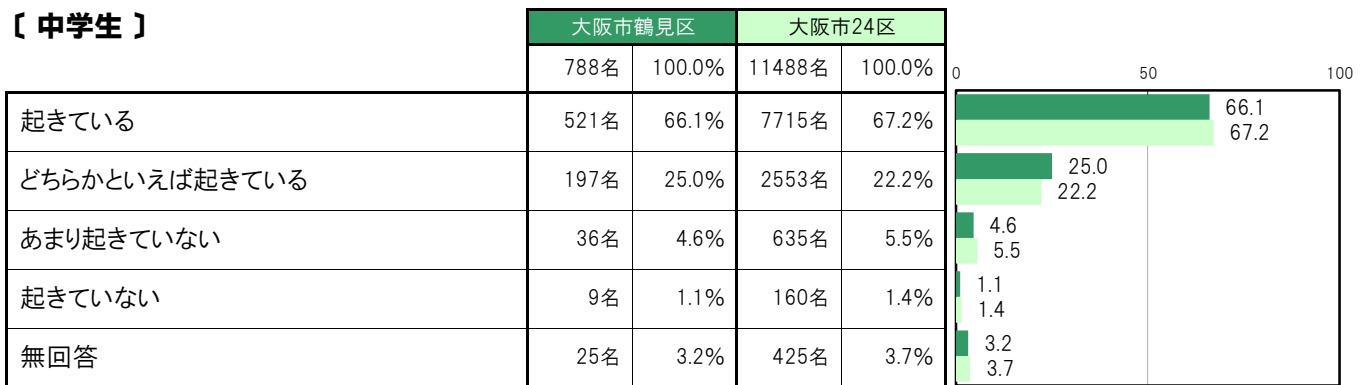 〔 中学生 〕
大阪市鶴見区 大阪市24区
788名 100.0% 11488名 100.0%
0 50 100
起きている 521名 66.1% 7715名 67.2%
66.1
67.2
どちらかといえば起きている 197名 25.0% 2553名 22.2%
25.0
22.2
あまり起きていない 36名 4.6% 635名 5.5%
4.6
5.5
起きていない 9名 1.1% 160名 1.4%
1.1
1.4
無回答 25名 3.2% 425名 3.7%
3.2
3.7